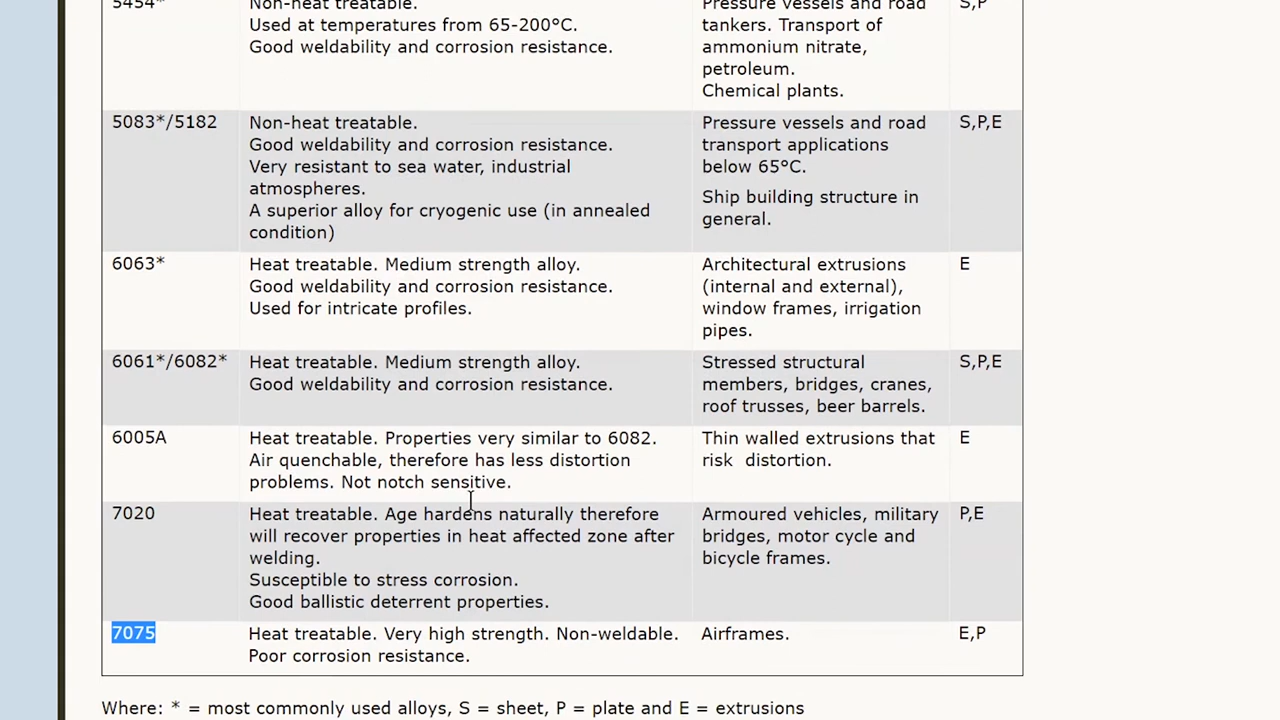 5454* Non-heat treatable. Pressure vessels and road S,P
Used at temperatures from 65-200°C. tankers. Transport of
Good weldability and corrosion resistance. ammonium nitrate,
petroleum.
Chemical plants.
5083*/5182 Non-heat treatable. Pressure vessels and road S,P,E
Good weldability and corrosion resistance. transport applications
Very resistant to sea water, industrial below 65°C.
atmospheres. Ship building structure in
A superior alloy for cryogenic use (in annealed general.
condition)
6063* Heat treatable. Medium strength alloy. Architectural extrusions E
Good weldability and corrosion resistance. (internal and external),
Used for intricate profiles. window frames, irrigation
pipes.
6061*/6082* Heat treatable. Medium strength alloy. Stressed structural S,P,E
Good weldability and corrosion resistance. members, bridges, cranes,
roof trusses, beer barrels.
6005A Heat treatable. Properties very similar to 6082. Thin walled extrusions that E
Air quenchable, therefore has less distortion risk  distortion.
problems. Not notch sensitive.
7020 Heat treatable. Age hardens naturally therefore Armoured vehicles, military P,E
will recover properties in heat affected zone after bridges, motor cycle and
welding. bicycle frames.
Susceptible to stress corrosion.
Good ballistic deterrent properties.
7075 Heat treatable. Very high strength. Non-weldable. Airframes. E,P
Poor corrosion resistance.
Where: * = most commonly used alloys, S = sheet, P = plate and E = extrusions